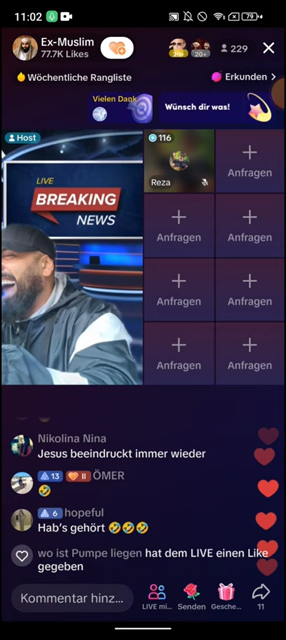 11:02
79
Ex-Muslim
77.7K Likes
20+
229
Wöchentliche Rangliste
Erkunden >
Vielen Dank
Wünsch dir was!
Host
116
LIVE
BREAKING
NEWS
Reza
Anfragen
Anfragen
Anfragen
Anfragen
Anfragen
Anfragen
Anfragen
Nikolina Nina
Jesus beeindruckt immer wieder
13 II ÖMER
🤣
6 hopeful
Hab's gehört 🤣🤣🤣
wo ist Pumpe liegen hat dem LIVE einen Like
gegeben
Kommentar hinz...
LIVE mi...
Senden
Gesche...
11